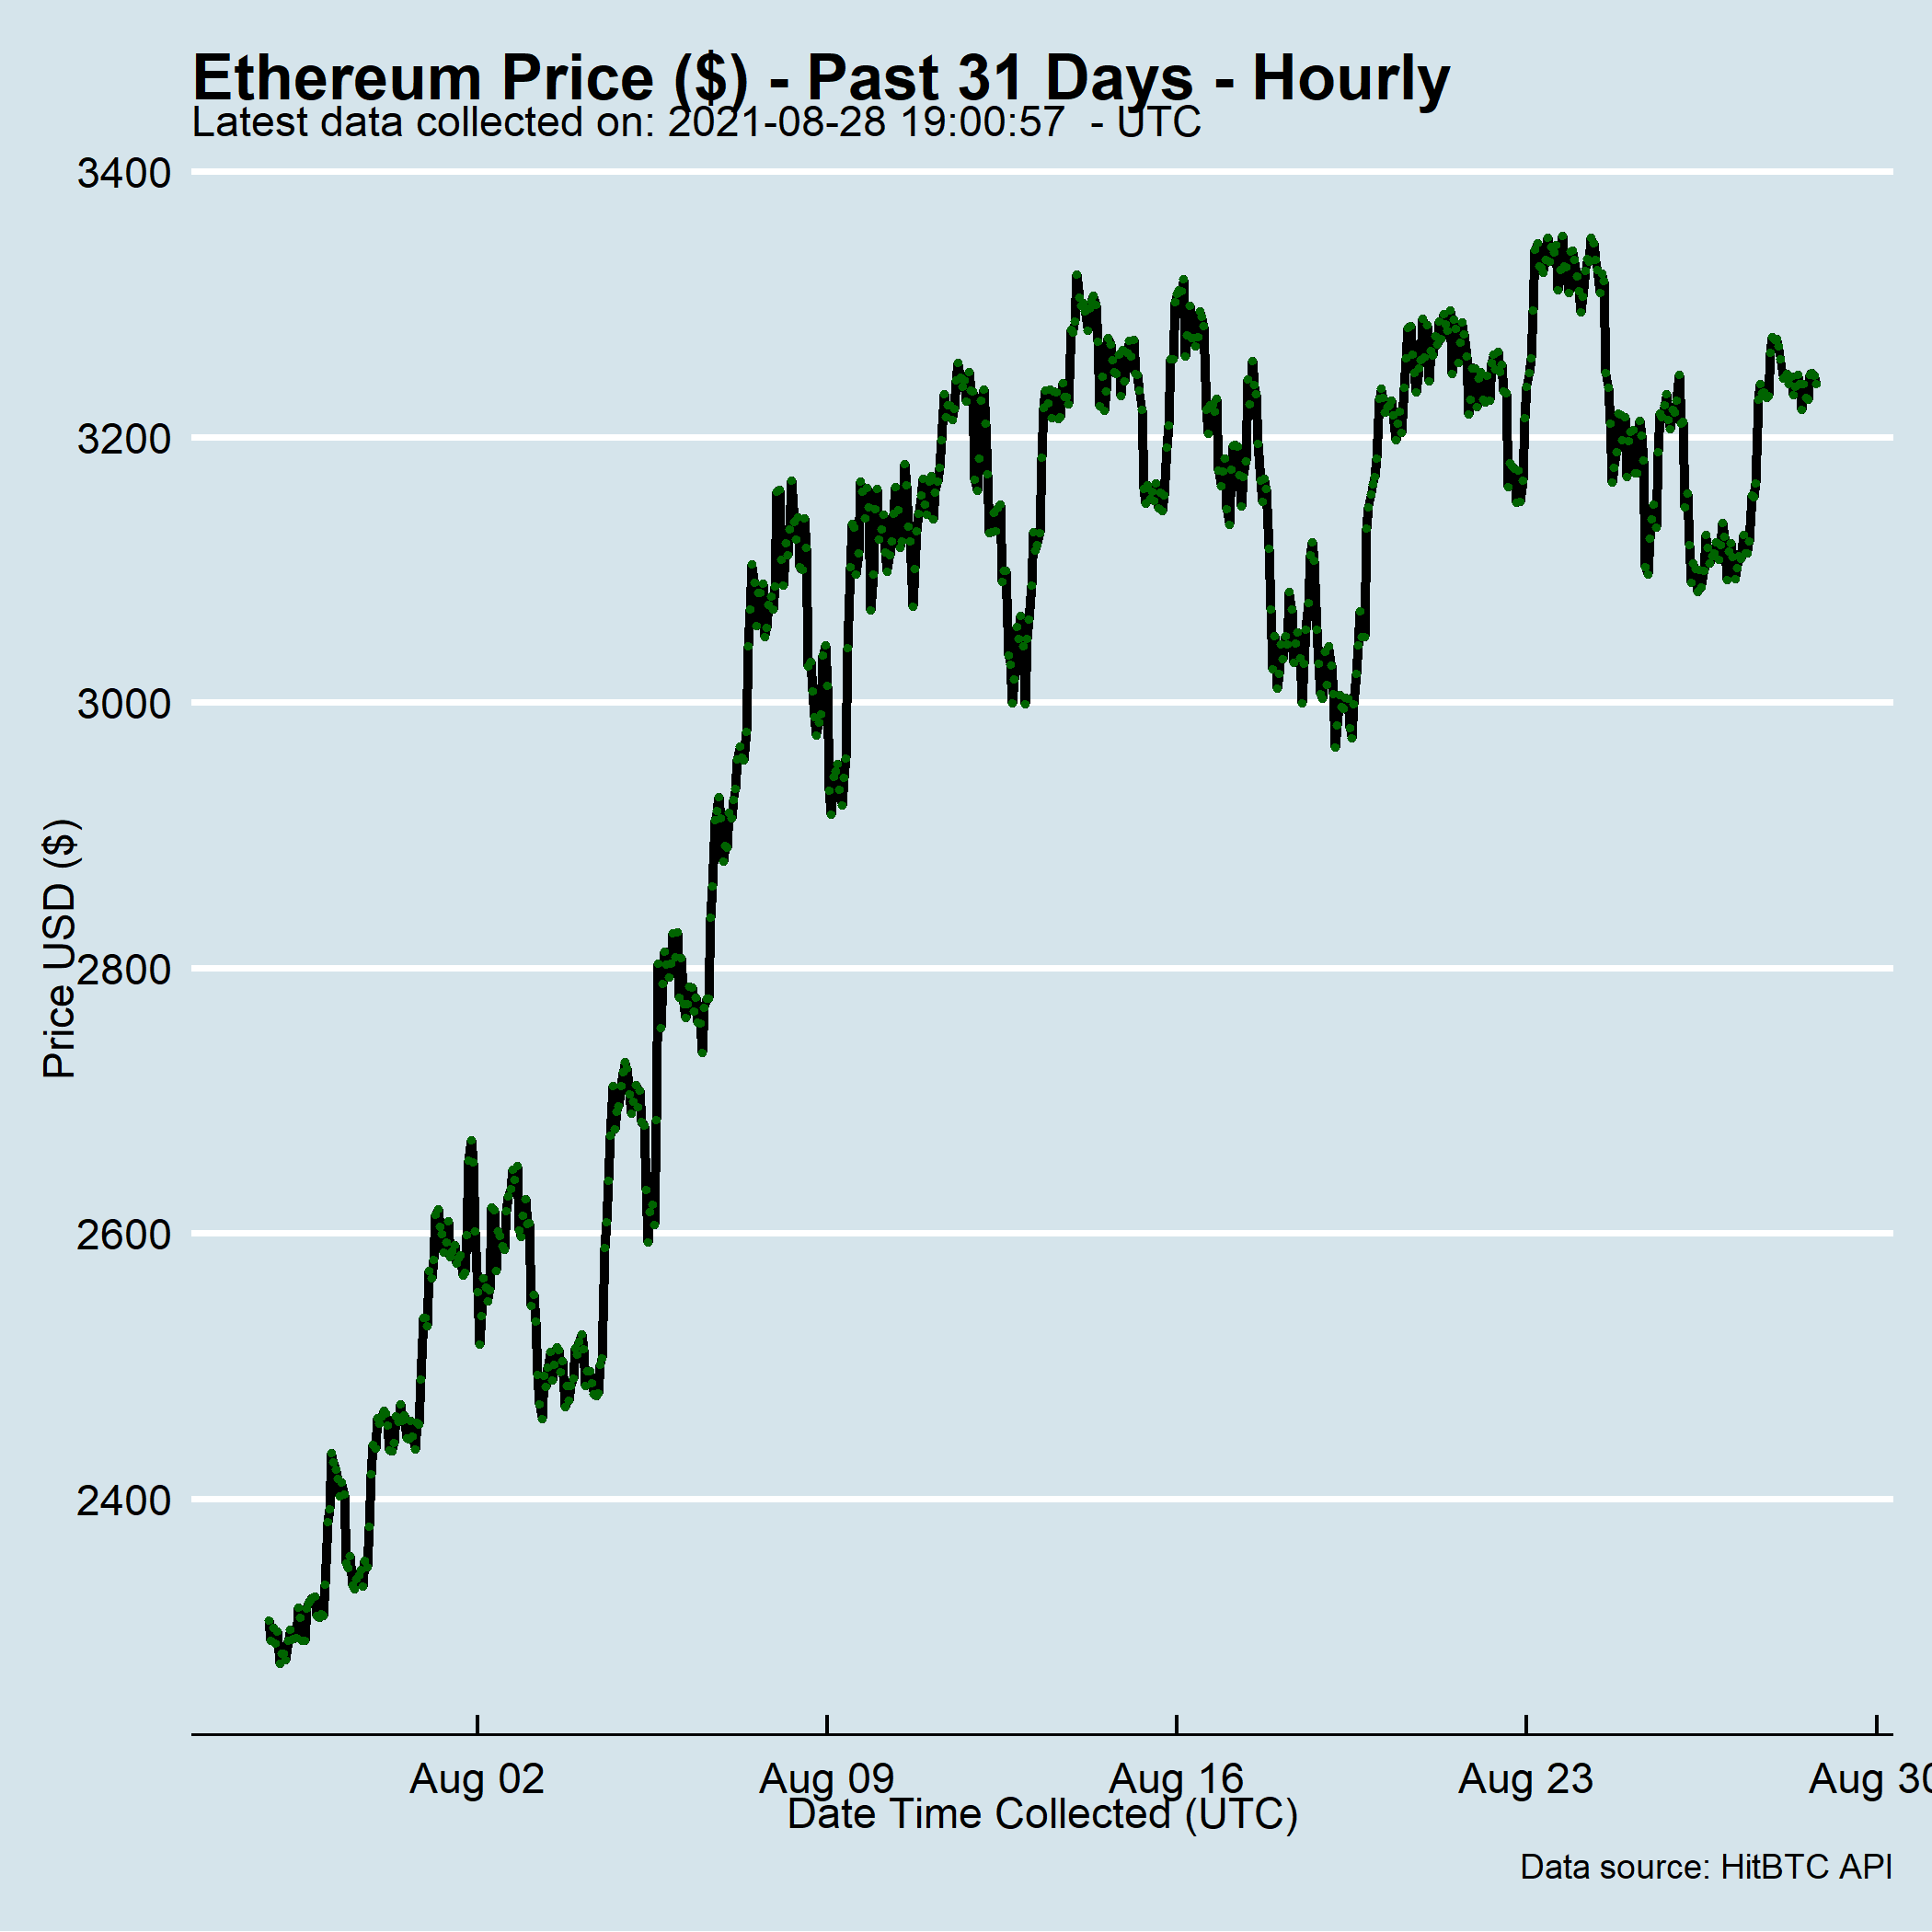 Ethereum Price ($) - Past 31 Days - Hourly
Latest data collected on: 2021-08-28 19:00:57  - UTC
3400
3200
3000
2800
2600
2400
Price USD ($)
Aug 02
Aug 09
Aug 16
Aug 23
Aug 30
Date Time Collected (UTC)
Data source: HitBTC API